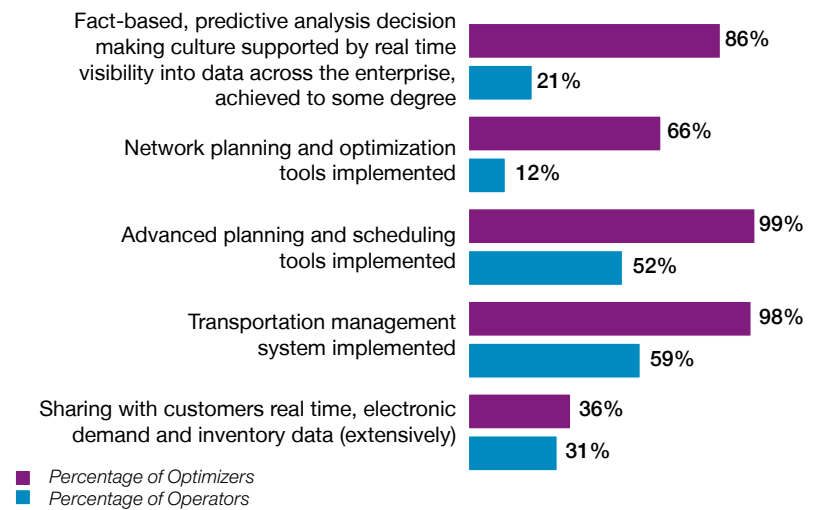 Fact-based, predictive analysis decision
making culture supported by real time
visibility into data across the enterprise,
achieved to some degree
86%
21%
Network planning and optimization
tools implemented
66%
12%
Advanced planning and scheduling
tools implemented
99%
52%
Transportation management
system implemented
98%
59%
Sharing with customers real time, electronic
demand and inventory data (extensively)
36%
31%
Percentage of Optimizers
Percentage of Operators